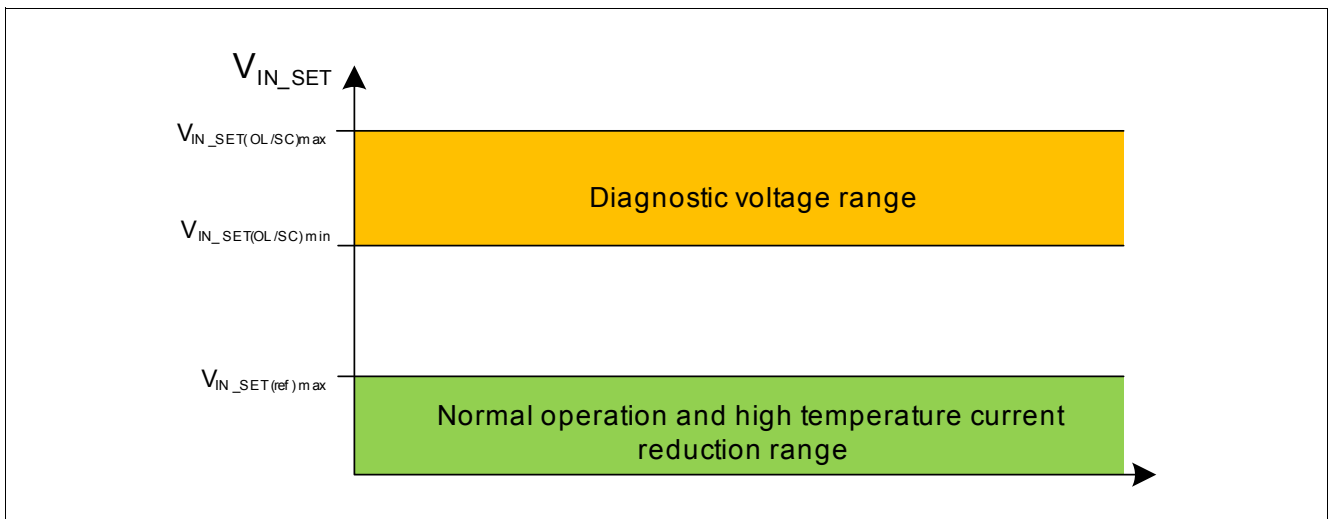 V_IN_SET
V_IN_SET(OL/SC)max
Diagnostic voltage range
V_IN_SET(OL/SC)min
V_IN_SET(ref)max
Normal operation and high temperature current
reduction range